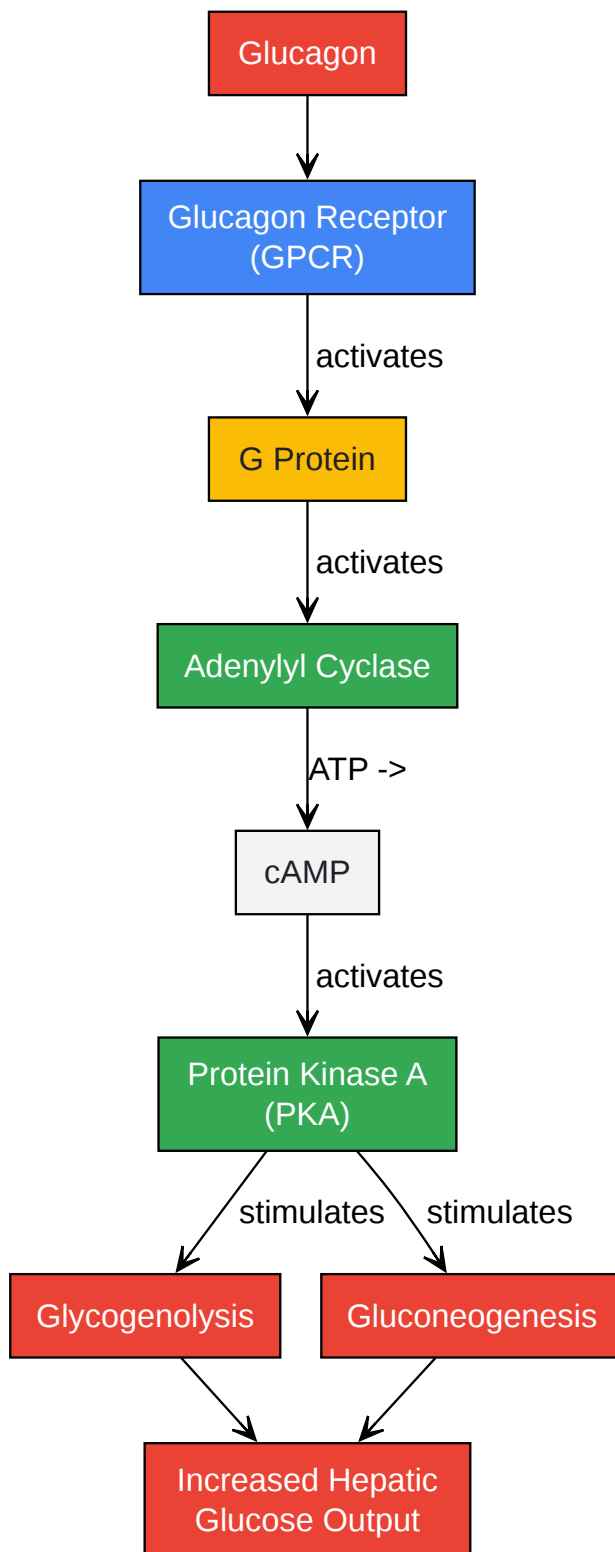 Glucagon
Glucagon Receptor
(GPCR)
activates
G Protein
activates
Adenylyl Cyclase
ATP ->
cAMP
activates
Protein Kinase A
(PKA)
stimulates
stimulates
Glycogenolysis
Gluconeogenesis
Increased Hepatic
Glucose Output